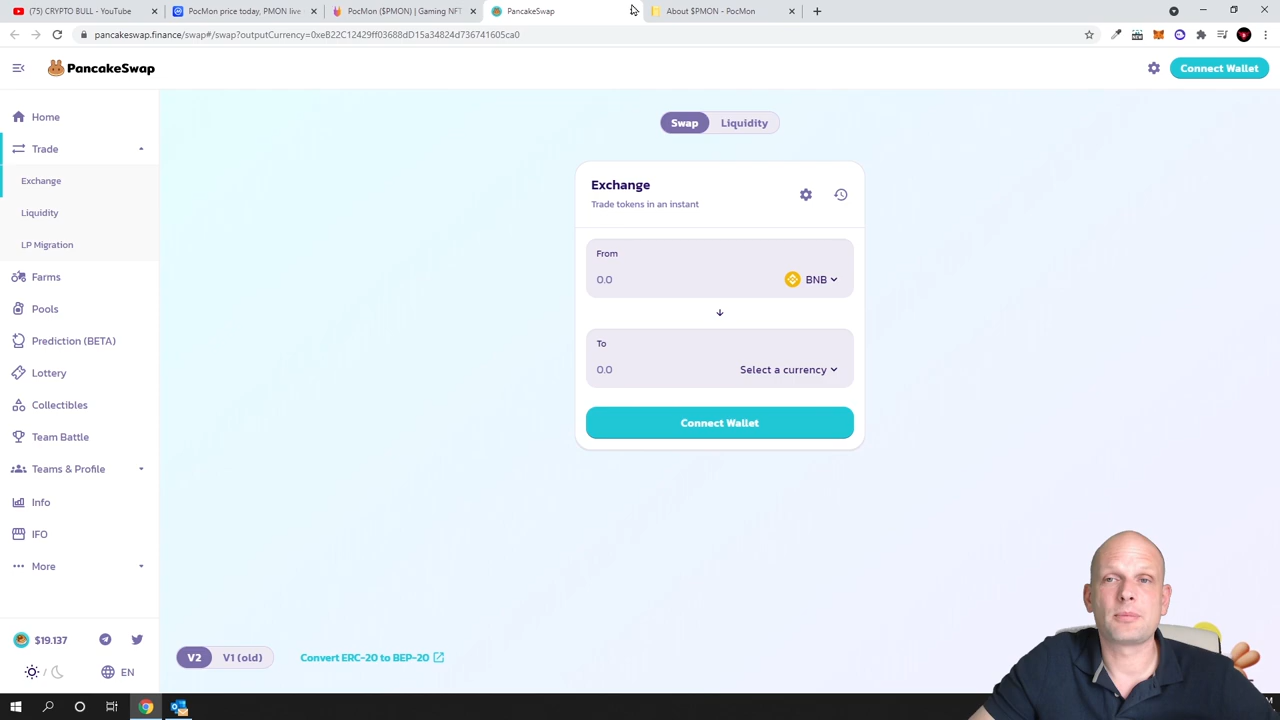 (75) CRYPTO BULL - YouTube
PocMon price today, PMON live
PocMon ($PMON) | Gaming NFT
PancakeSwap
About $PMON - PocMon
pancakeswap.finance/swap#/swap?outputCurrency=0xeB22C12429ff03688dD15a34824d736741605ca0
PancakeSwap
Connect Wallet
Home
Trade
Exchange
Liquidity
LP Migration
Farms
Pools
Prediction (BETA)
Lottery
Collectibles
Team Battle
Teams & Profile
Info
IFO
More
$19.137
EN
Swap
Liquidity
Exchange
Trade tokens in an instant
From
0.0
BNB
To
0.0
Select a currency
Connect Wallet
V2
V1 (old)
Convert ERC-20 to BEP-20